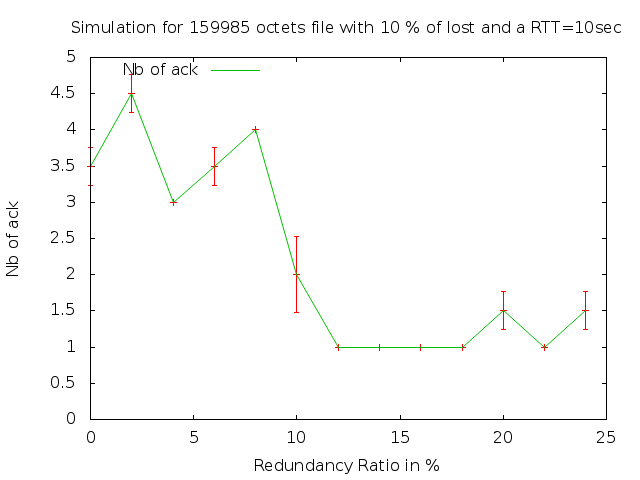 Simulation for 159985 octets file with 10 % of lost and a RTT=10sec
5
Nb of ack
4.5
4
3.5
3
2.5
2
1.5
1
0.5
0
Nb of ack
0 5 10 15 20 25
Redundancy Ratio in %